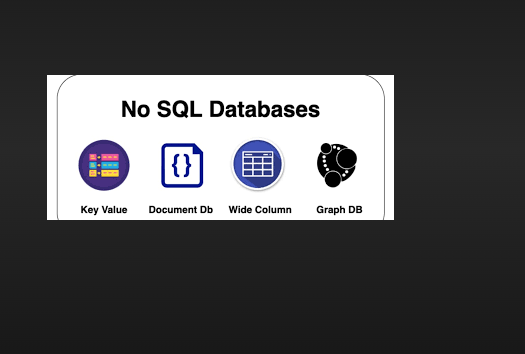 No SQL Databases
Key Value Document Db Wide Column Graph DB